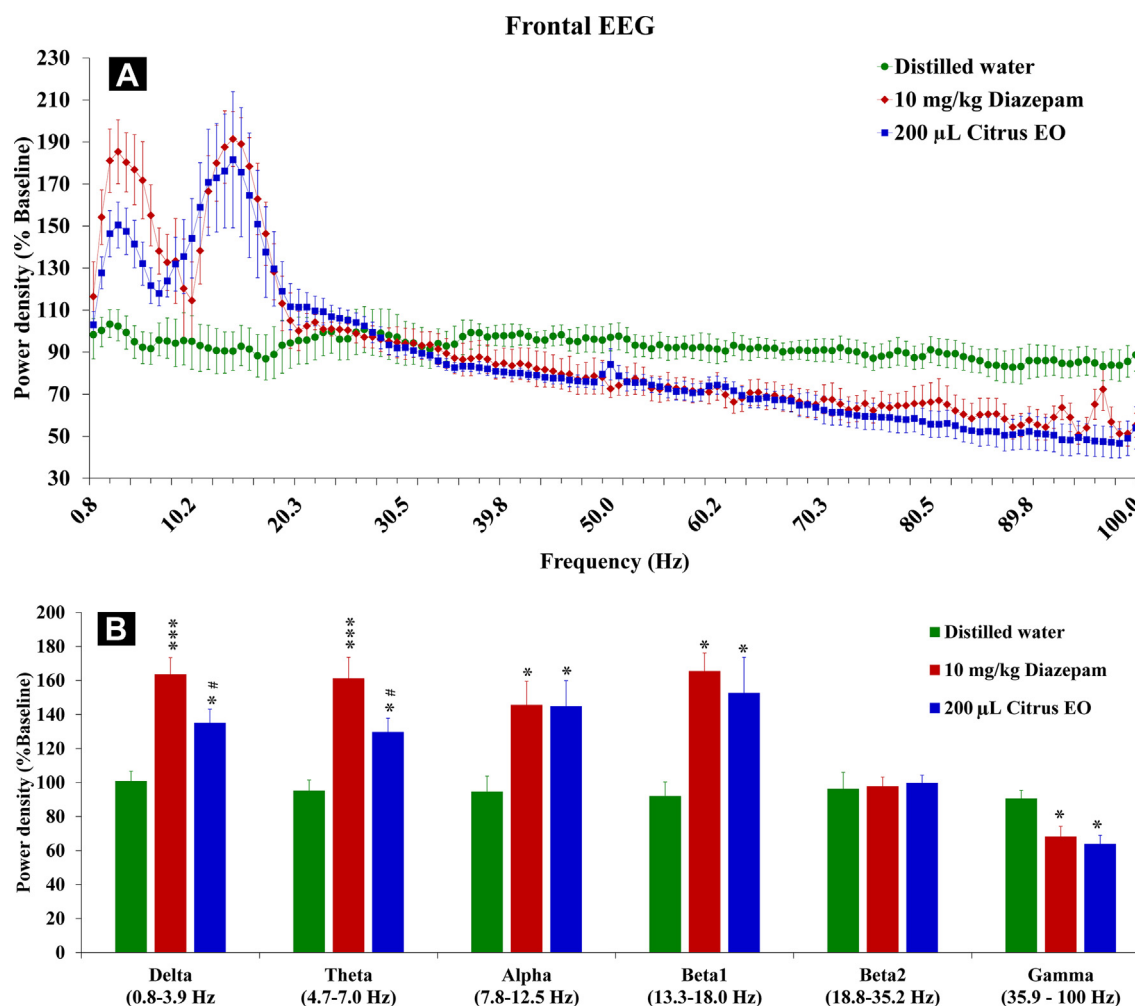 Frontal EEG
A
Distilled water
10 mg/kg Diazepam
200 µL Citrus EO
Power density (% Baseline)
230
210
190
170
150
130
110
90
70
50
30
0.8
10.2
20.3
30.5
39.8
50.0
60.2
70.3
80.5
89.8
100.0
Frequency (Hz)
B
Distilled water
10 mg/kg Diazepam
200 µL Citrus EO
Power density (%Baseline)
200
180
160
140
120
100
80
60
40
20
0
***
* #
***
* #
*
*
*
*
*
*
Delta
(0.8-3.9 Hz
Theta
(4.7-7.0 Hz)
Alpha
(7.8-12.5 Hz)
Beta1
(13.3-18.0 Hz)
Beta2
(18.8-35.2 Hz)
Gamma
(35.9 - 100 Hz)